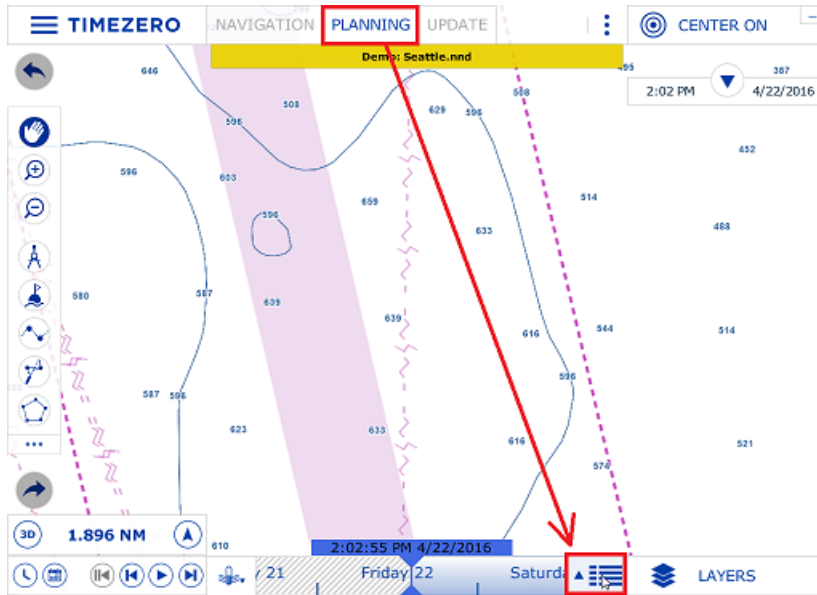 TIMEZERO NAVIGATION PLANNING UPDATE CENTER ON
Demo: Seattle.nnd
646 495 387
2:02 PM 4/22/2016
508 508
629 596
596
452
596 603
514
659
596
633 488
580 587
639
639 616 544 514
596
587 596
623 633
616 521
574
3D 1.896 NM
610
2:02:55 PM 4/22/2016
21 Friday 22 Saturda
LAYERS